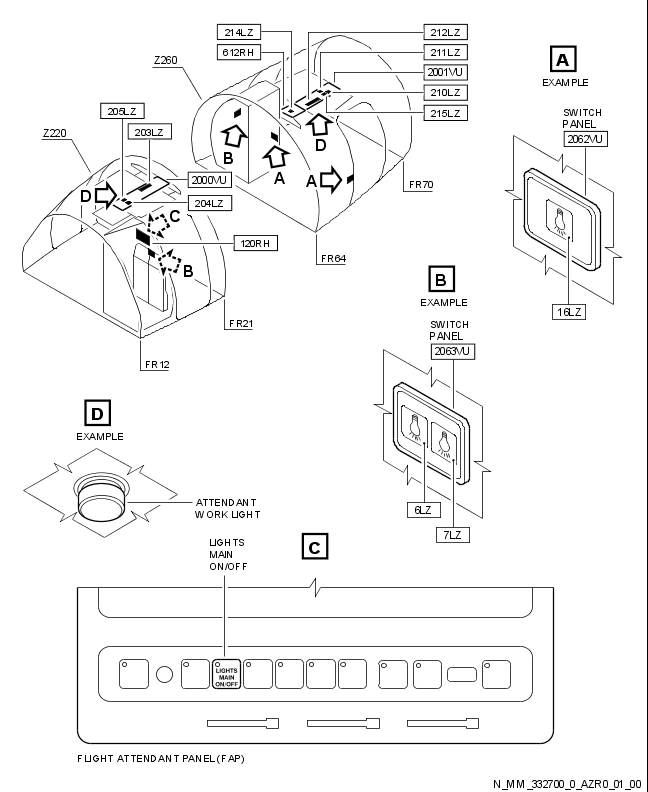 214LZ
612RH
212LZ
211LZ
2001VU
210LZ
215LZ
Z260
205LZ
203LZ
Z220
2000VU
204LZ
120RH
D
C
B
B
A
A
D
FR70
FR64
FR21
FR12
A
EXAMPLE
SWITCH
PANEL
2062VU
16LZ
B
EXAMPLE
SWITCH
PANEL
2063VU
6LZ
7LZ
D
EXAMPLE
ATTENDANT
WORK LIGHT
C
LIGHTS
MAIN
ON/OFF
LIGHTS
MAIN
ON/OFF
FLIGHT ATTENDANT PANEL (FAP)
N_MM_332700_0_AZR0_01_00